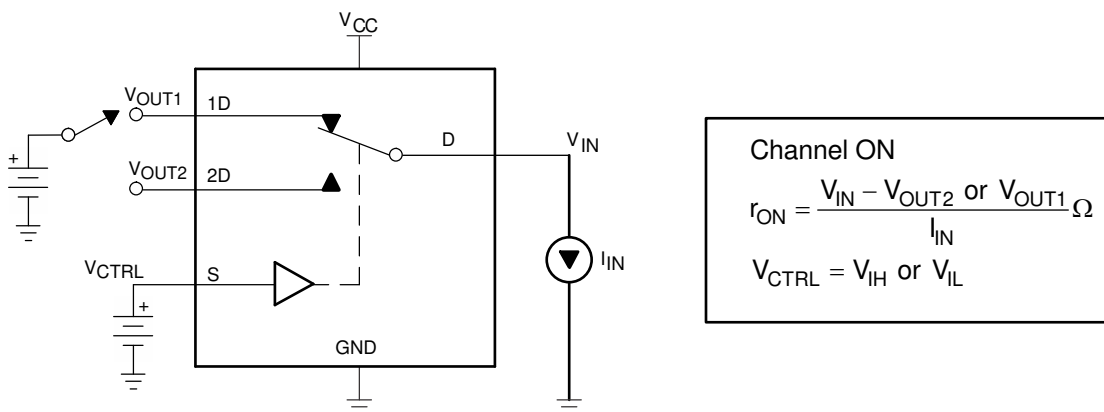 V_CC
V_OUT1 1D
V_OUT2 2D
D V_IN
+
V_CTRL S
+
I_IN
GND
Channel ON
r_ON = (V_IN – V_OUT2 or V_OUT1) / I_IN Ω
V_CTRL = V_IH or V_IL